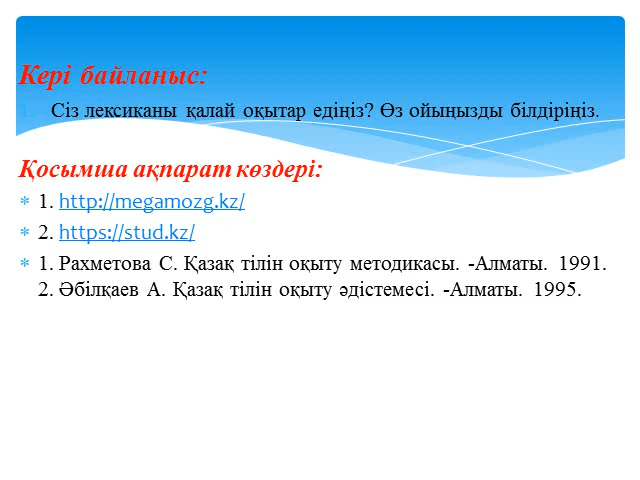 Кері байланыс:
1. Сіз лексиканы қалай оқытар едіңіз? Өз ойыңызды білдіріңіз.
Қосымша ақпарат көздері:
* 1. http://megamozg.kz/
* 2. https://stud.kz/
* 1. Рахметова С. Қазақ тілін оқыту методикасы. -Алматы. 1991.
2. Әбілқаев А. Қазақ тілін оқыту әдістемесі. -Алматы. 1995.